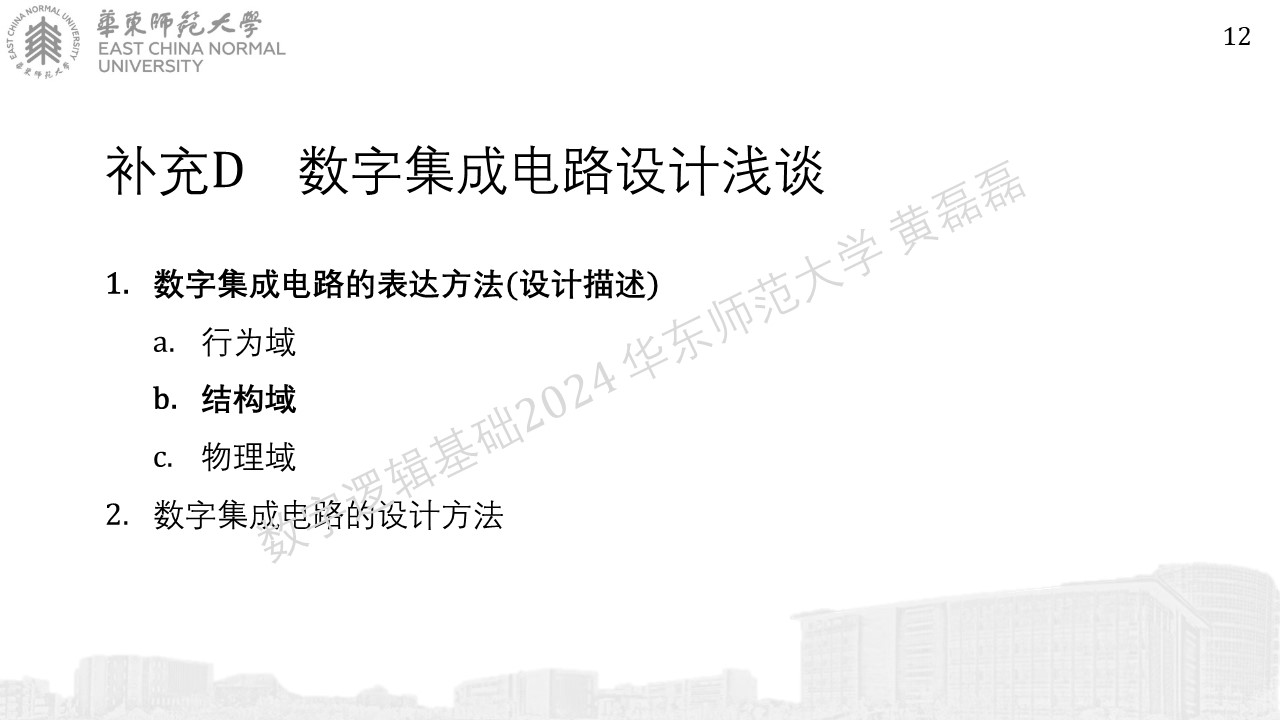 華東師范大學
EAST CHINA NORMAL
UNIVERSITY
EAST CHINA NORMAL UNIVERSITY
華東师范大学
12
补充D 数字集成电路设计浅谈
1. 数字集成电路的表达方法(设计描述)
a. 行为域
b. 结构域
c. 物理域
2. 数字集成电路的设计方法
数字逻辑基础2024 华东师范大学 黄磊磊